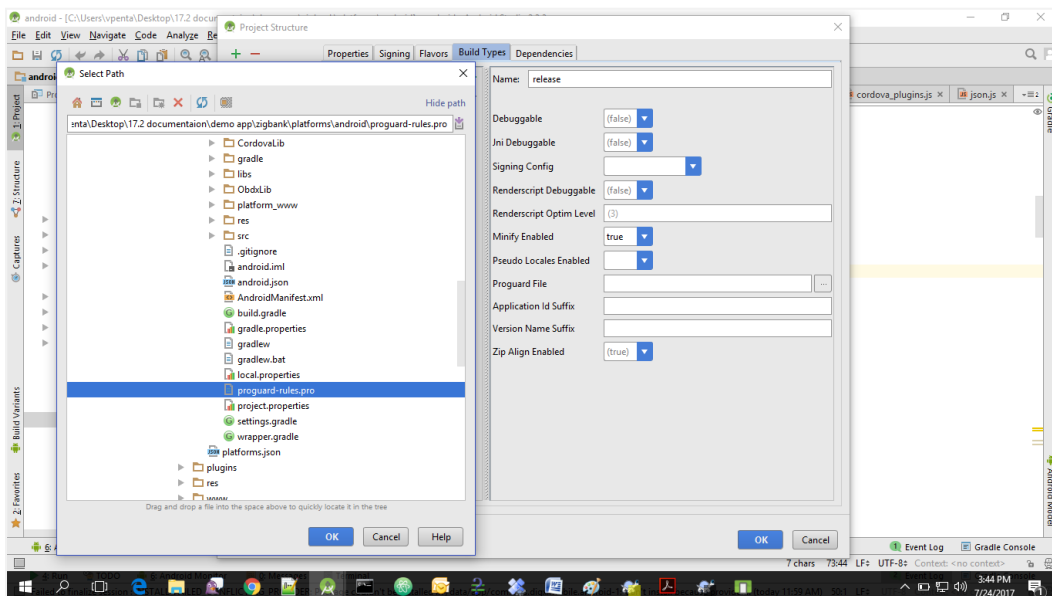 android - [C:\Users\vpenta\Desktop\17.2 docu
Project Structure
File Edit View Navigate Code Analyze Re
Properties Signing Flavors Build Types Dependencies
Select Path
Hide path
:nta\Desktop\17.2 documentaion\demo app\zigbank\platforms\android\proguard-rules.pro
CordovaLib
gradle
libs
ObdxLib
platform_www
res
src
.gitignore
android.iml
android.json
AndroidManifest.xml
build.gradle
gradle.properties
gradlew
gradlew.bat
local.properties
proguard-rules.pro
project.properties
settings.gradle
wrapper.gradle
platforms.json
plugins
res
www
Drag and drop a file into the space above to quickly locate it in the tree
OK Cancel Help
Name: release
Debuggable (false)
Jni Debuggable (false)
Signing Config
Renderscript Debuggable (false)
Renderscript Optim Level (3)
Minify Enabled true
Pseudo Locales Enabled
Proguard File ...
Application Id Suffix
Version Name Suffix
Zip Align Enabled (true)
OK Cancel
androi
1: Project
Z: Structure
Captures
Build Variants
2: Favorites
cordova_plugins.js json.js
Gradle
Android Model
Event Log Gradle Console
7 chars 73:44 LF÷ UTF-8÷ Context: <no context>
3:44 PM
7/24/2017